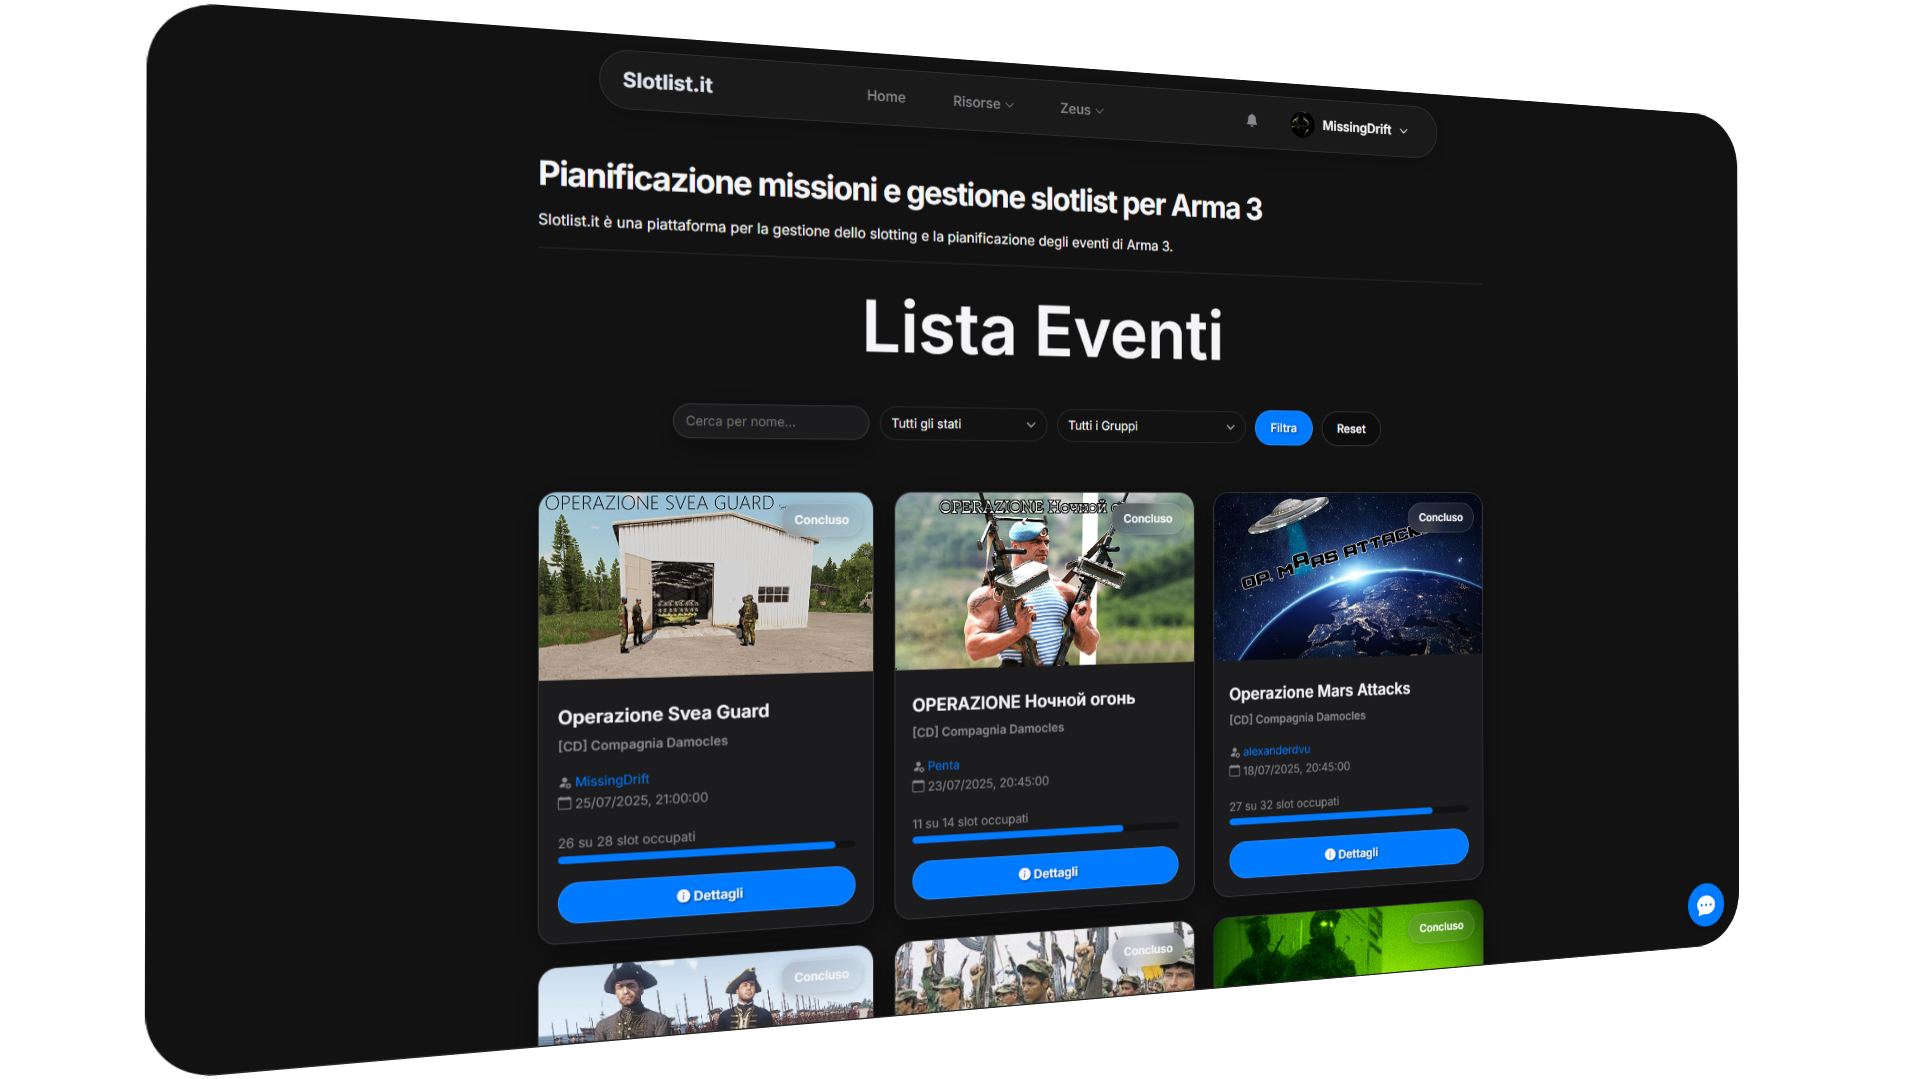 Slotlist.it
Home
Risorse
Zeus
MissingDrift
Pianificazione missioni e gestione slotlist per Arma 3
Slotlist.it è una piattaforma per la gestione dello slotting e la pianificazione degli eventi di Arma 3.
Lista Eventi
Cerca per nome...
Tutti gli stati
Tutti i Gruppi
Filtra
Reset
OPERAZIONE SVEA GUARD
Concluso
Operazione Svea Guard
[CD] Compagnia Damocles
MissingDrift
25/07/2025, 21:00:00
26 su 28 slot occupati
Dettagli
OPERAZIONE Ночной
Concluso
OPERAZIONE Ночной огонь
[CD] Compagnia Damocles
Penta
23/07/2025, 20:45:00
11 su 14 slot occupati
Dettagli
Concluso
OP. MARS ATTACK
Operazione Mars Attacks
[CD] Compagnia Damocles
alexanderdvu
18/07/2025, 20:45:00
27 su 32 slot occupati
Dettagli
Concluso
Concluso
Concluso